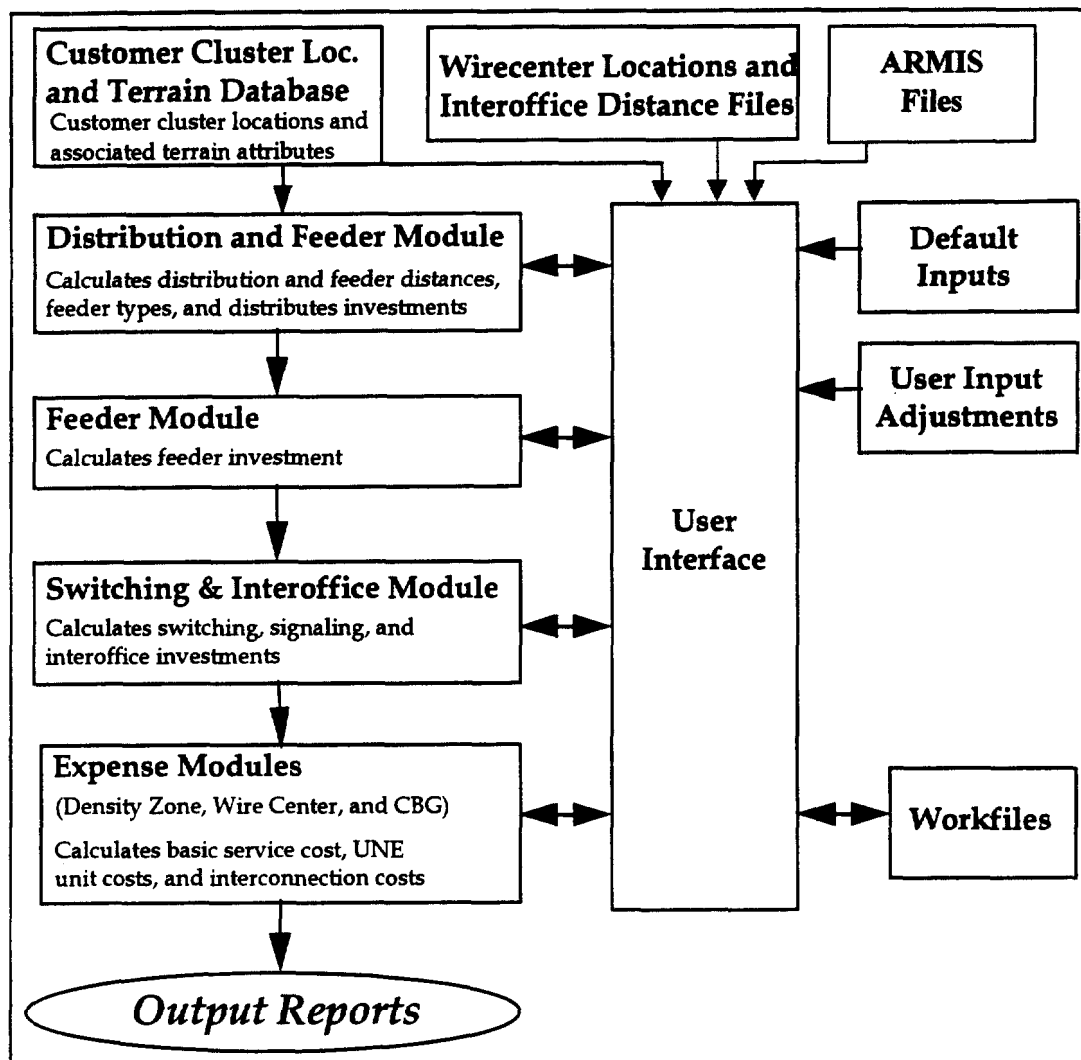 Customer Cluster Loc.
and Terrain Database
Customer cluster locations and
associated terrain attributes
Wirecenter Locations and
Interoffice Distance Files
ARMIS
Files
Distribution and Feeder Module
Calculates distribution and feeder distances,
feeder types, and distributes investments
Default
Inputs
User Input
Adjustments
Feeder Module
Calculates feeder investment
User
Interface
Switching & Interoffice Module
Calculates switching, signaling, and
interoffice investments
Expense Modules
(Density Zone, Wire Center, and CBG)
Calculates basic service cost, UNE
unit costs, and interconnection costs
Workfiles
Output Reports